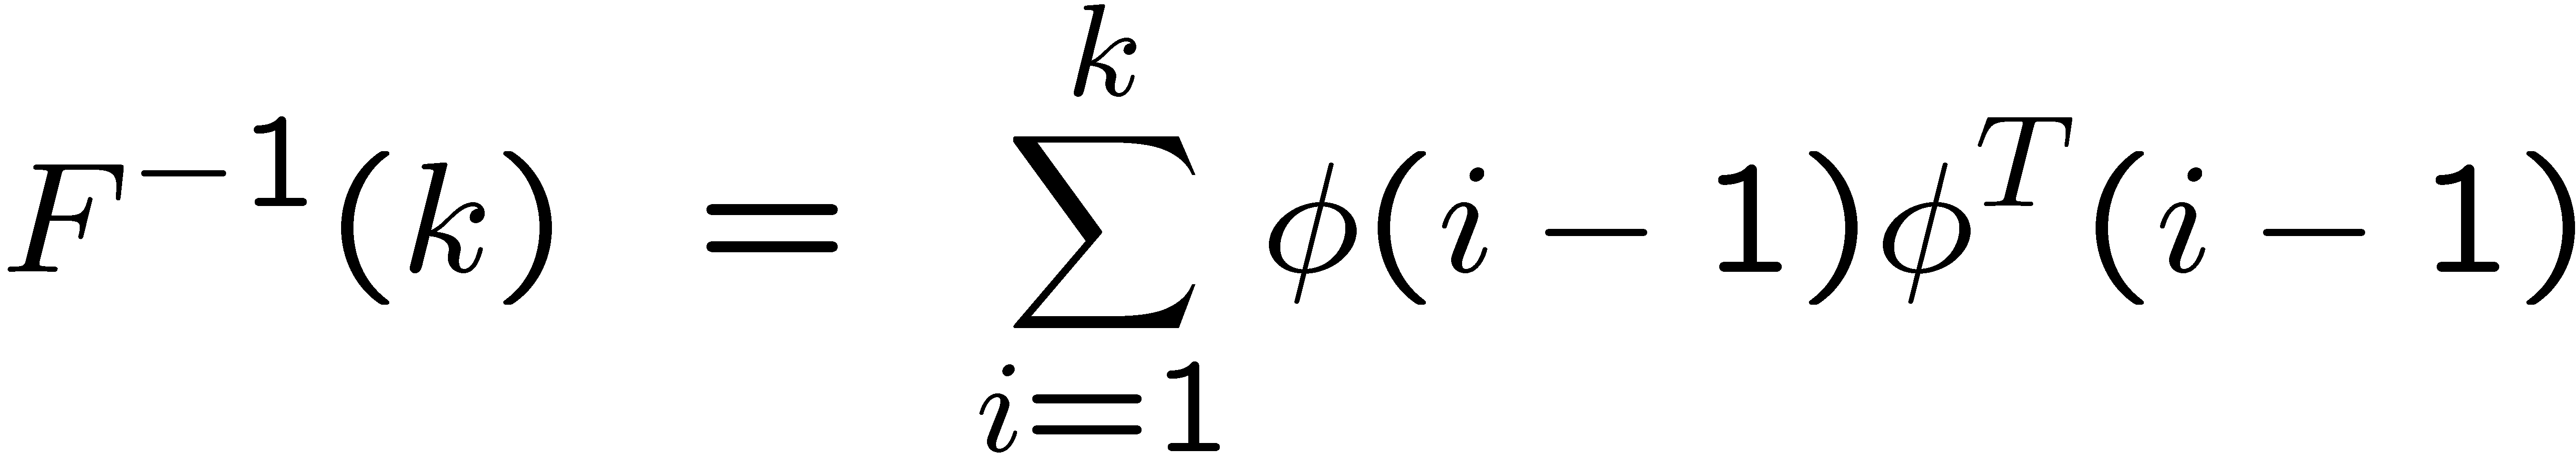 F^{-1}(k) = \sum_{i=1}^{k} \phi(i-1)\phi^T(i-1)